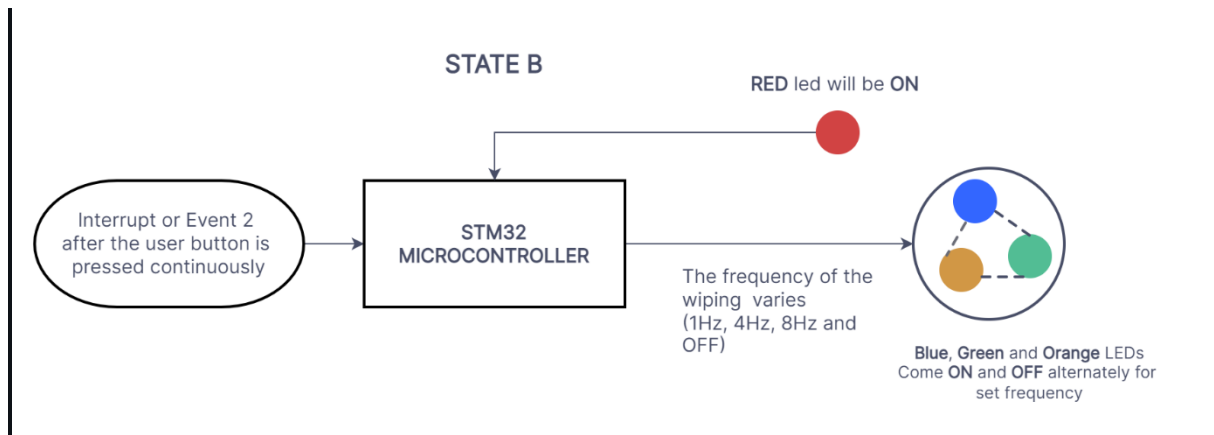 STATE B
RED led will be ON
Interrupt or Event 2
after the user button is
pressed continuously
STM32
MICROCONTROLLER
The frequency of the
wiping varies
(1Hz, 4Hz, 8Hz and
OFF)
Blue, Green and Orange LEDs
Come ON and OFF alternately for
set frequency